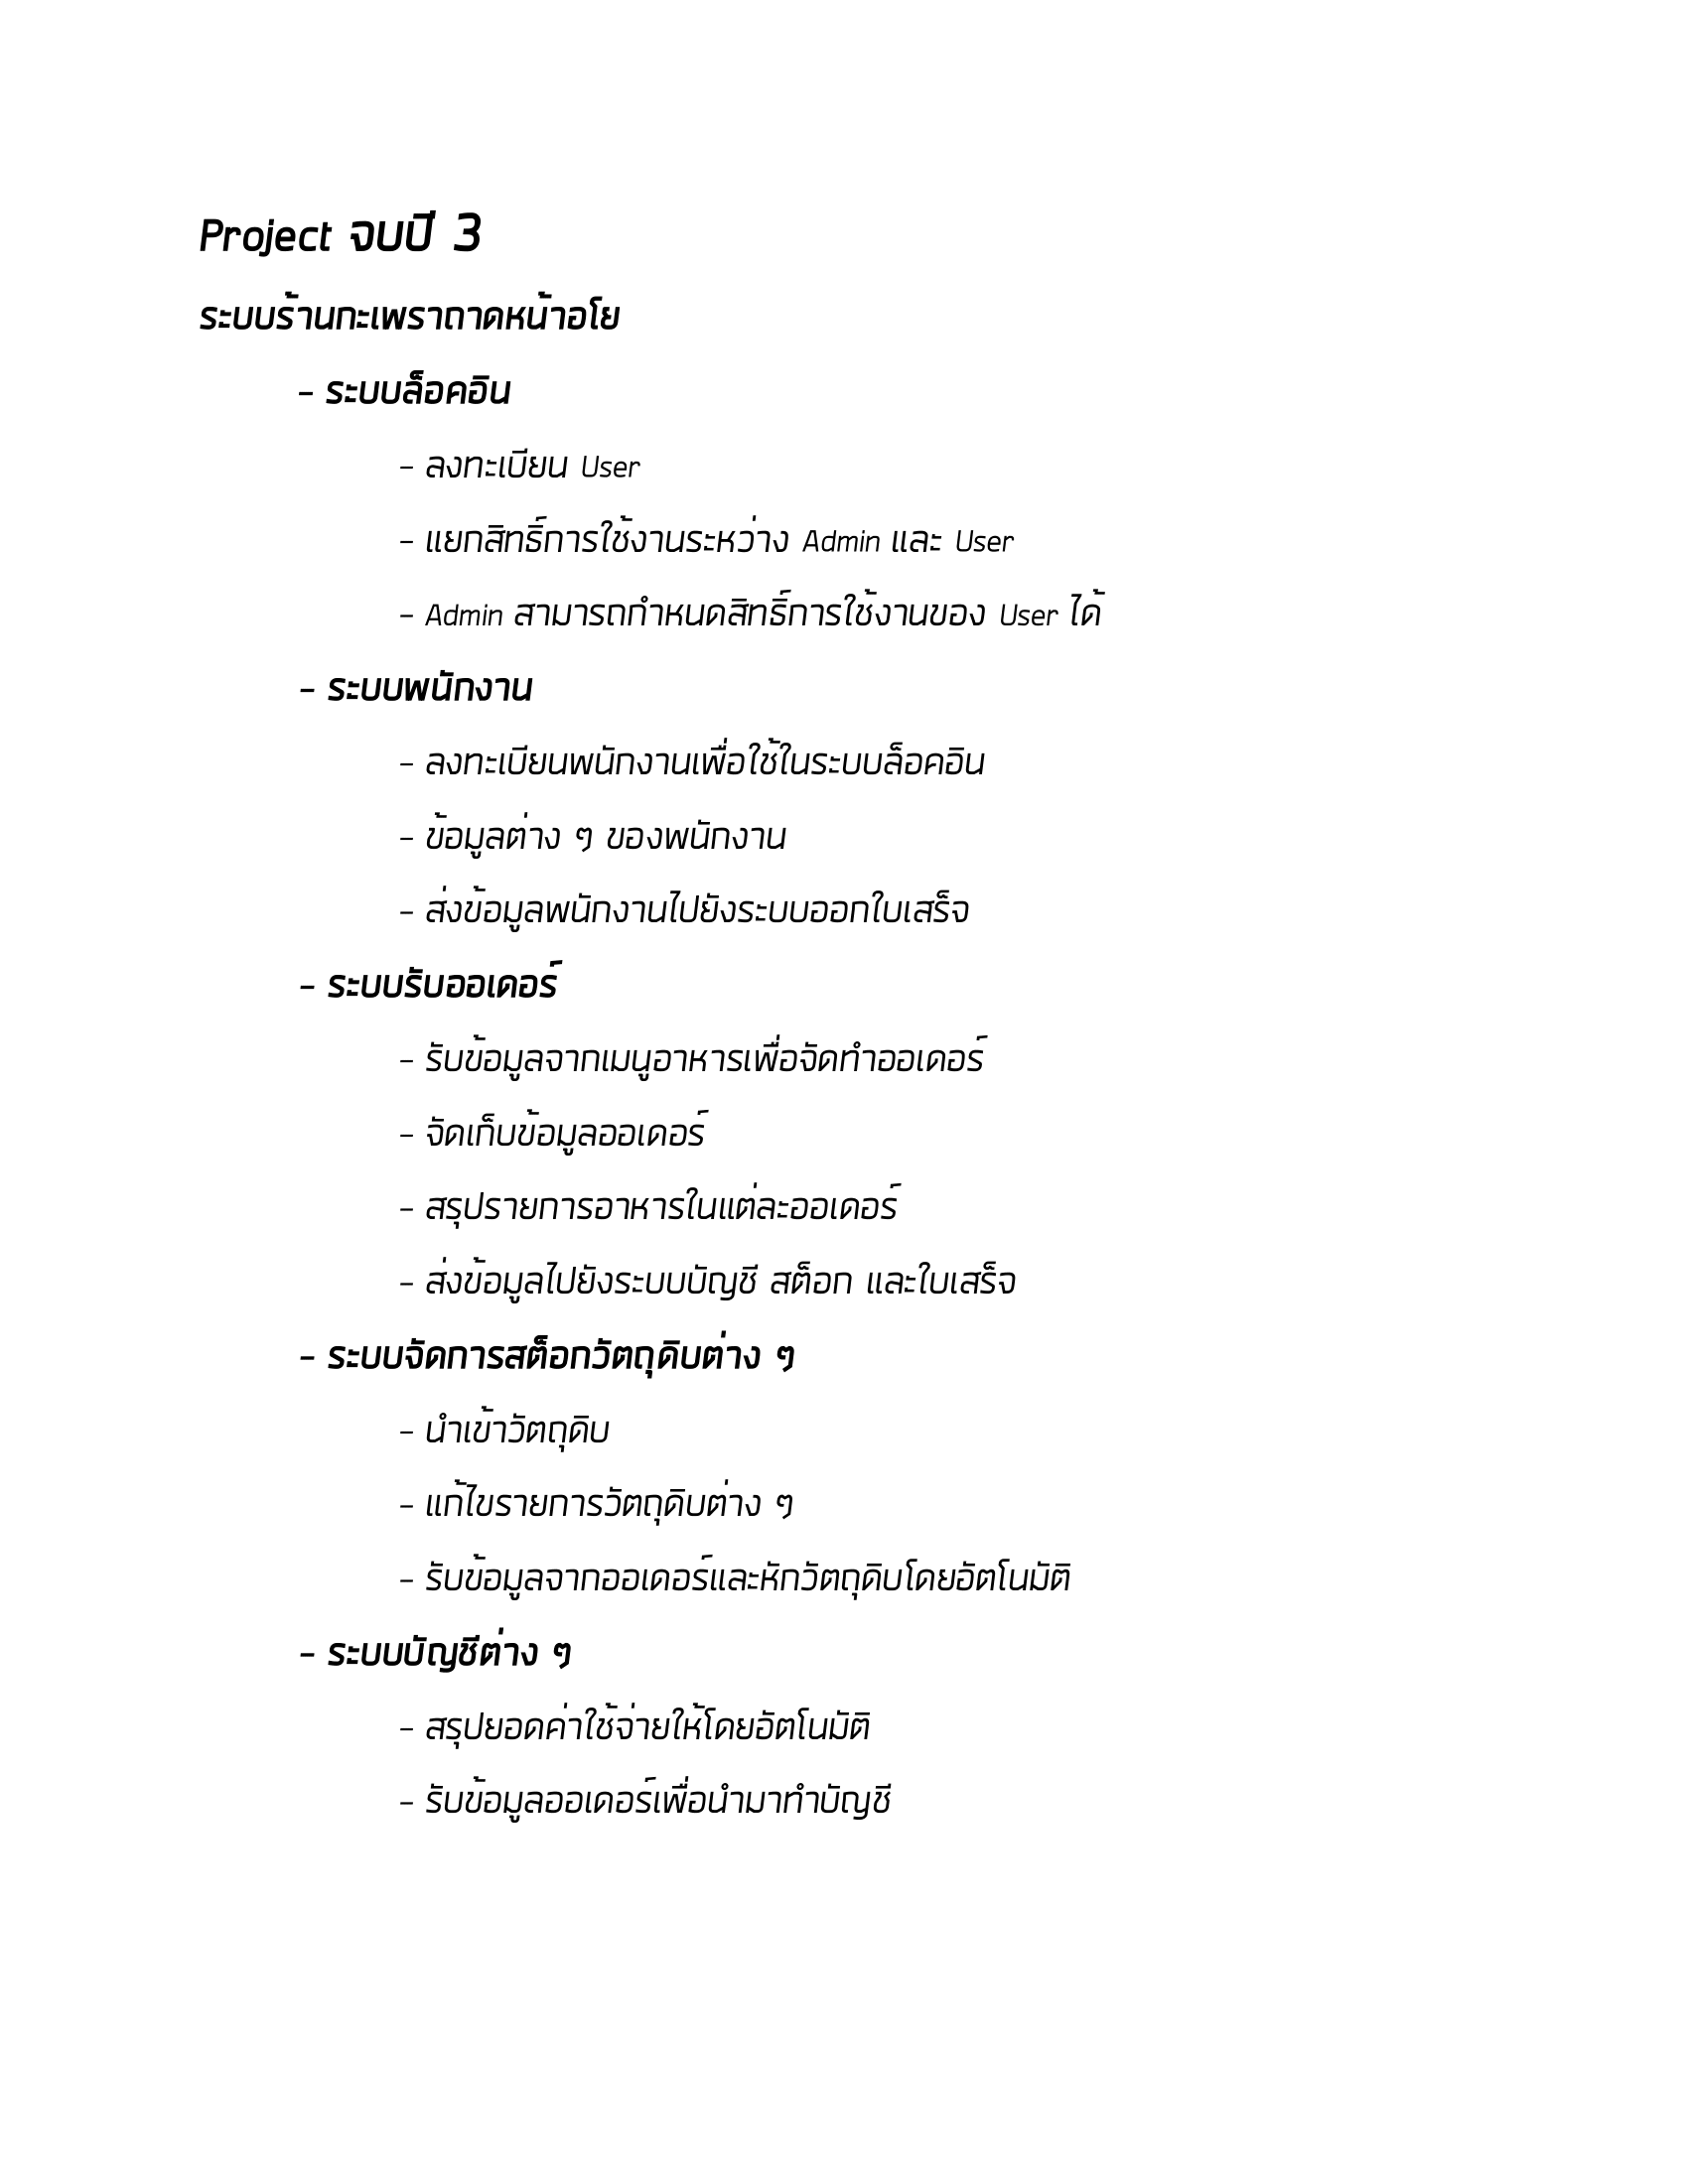 Project จบปี 3
ระบบร้านกะเพราถาดหน้าอโย
- ระบบล็อคอิน
- ลงทะเบียน User
- แยกสิทธิ์การใช้งานระหว่าง Admin และ User
- Admin สามารถกำหนดสิทธิ์การใช้งานของ User ได้
- ระบบพนักงาน
- ลงทะเบียนพนักงานเพื่อใช้ในระบบล็อคอิน
- ข้อมูลต่าง ๆ ของพนักงาน
- ส่งข้อมูลพนักงานไปยังระบบออกใบเสร็จ
- ระบบรับออเดอร์
- รับข้อมูลจากเมนูอาหารเพื่อจัดทำออเดอร์
- จัดเก็บข้อมูลออเดอร์
- สรุปรายการอาหารในแต่ละออเดอร์
- ส่งข้อมูลไปยังระบบบัญชี สต็อก และใบเสร็จ
- ระบบจัดการสต็อกวัตถุดิบต่าง ๆ
- นำเข้าวัตถุดิบ
- แก้ไขรายการวัตถุดิบต่าง ๆ
- รับข้อมูลจากออเดอร์และหักวัตถุดิบโดยอัตโนมัติ
- ระบบบัญชีต่าง ๆ
- สรุปยอดค่าใช้จ่ายให้โดยอัตโนมัติ
- รับข้อมูลออเดอร์เพื่อนำมาทำบัญชี